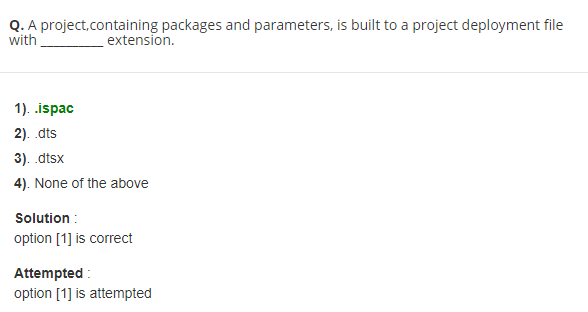 Q. A project,containing packages and parameters, is built to a project deployment file
with __________ extension.
1). .ispac
2). .dts
3). .dtsx
4). None of the above
Solution :
option [1] is correct
Attempted :
option [1] is attempted